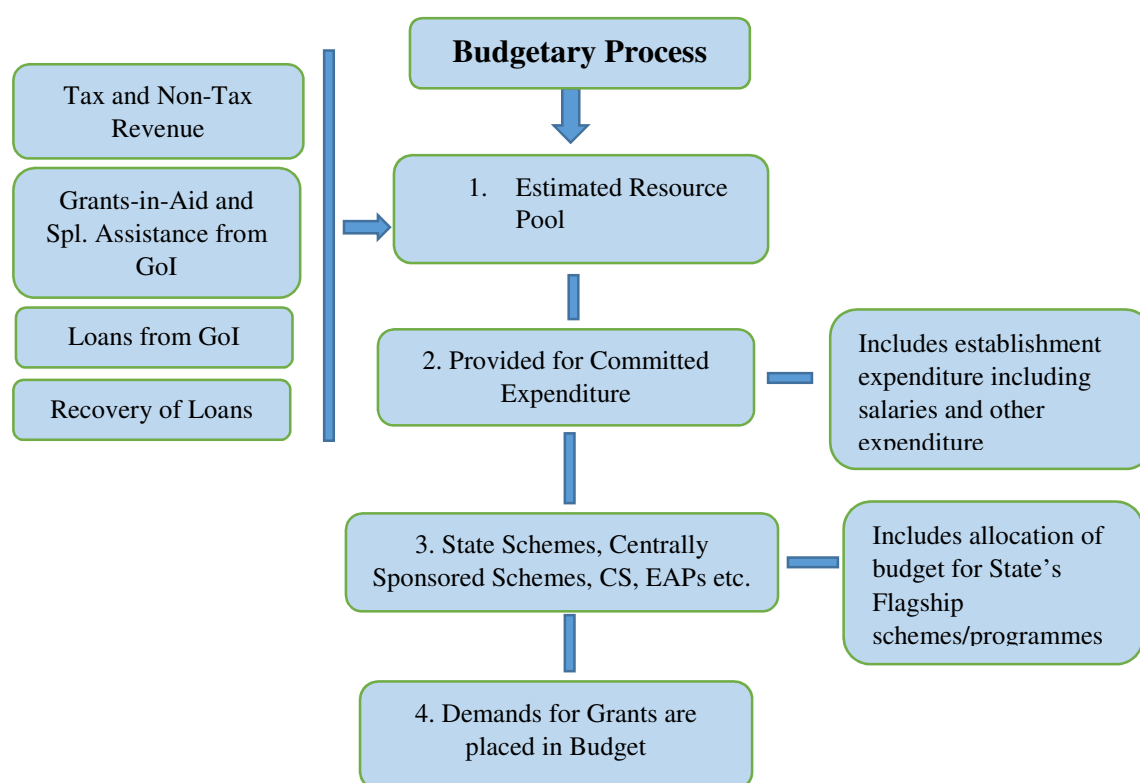 Budgetary Process
Tax and Non-Tax
Revenue
Grants-in-Aid and
Spl. Assistance from
GoI
Loans from GoI
Recovery of Loans
1. Estimated Resource
Pool
2. Provided for Committed
Expenditure
Includes establishment
expenditure including
salaries and other
expenditure
3. State Schemes, Centrally
Sponsored Schemes, CS, EAPs etc.
Includes allocation of
budget for State’s
Flagship
schemes/programmes
4. Demands for Grants are
placed in Budget